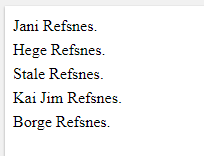 Jani Refsnes.
Hege Refsnes.
Stale Refsnes.
Kai Jim Refsnes.
Borge Refsnes.